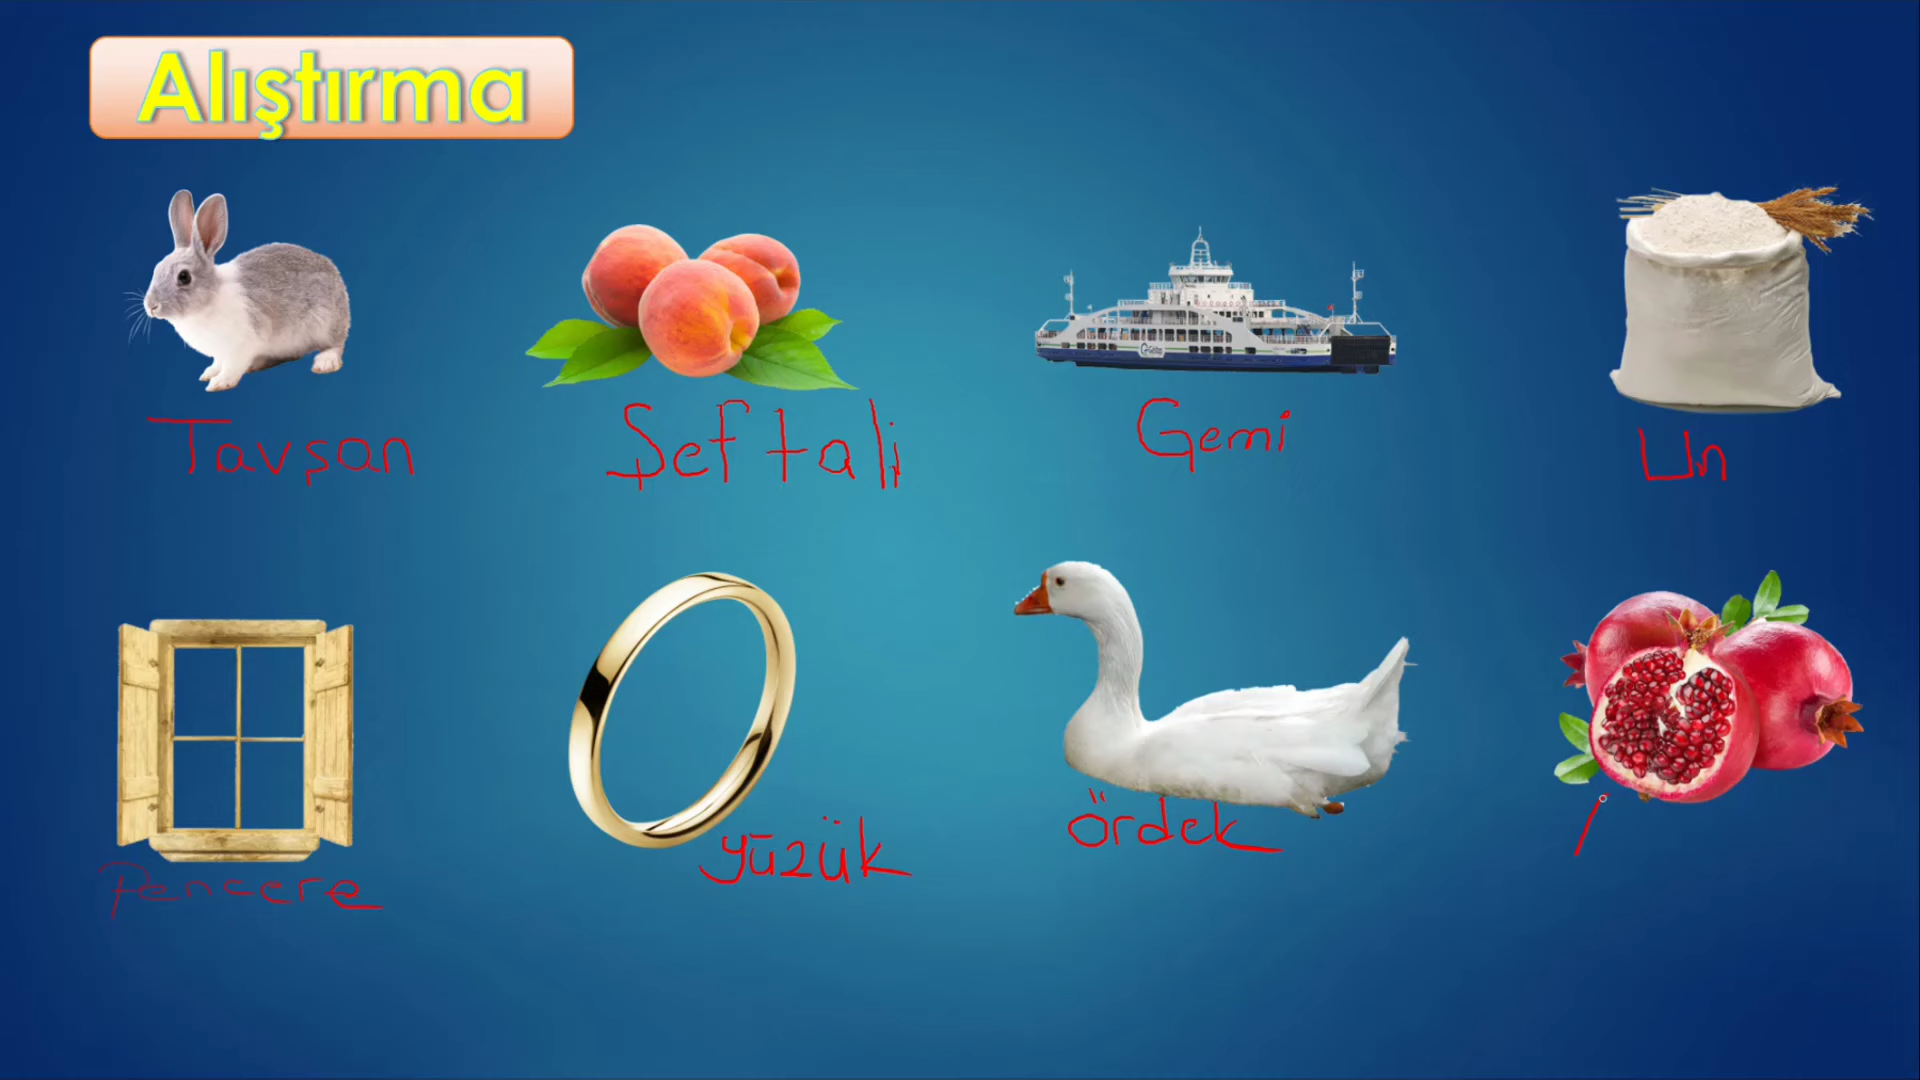 Alıştırma
Tavşan
Şeftali
Gemi
Un
Pencere
yüzük
ördek